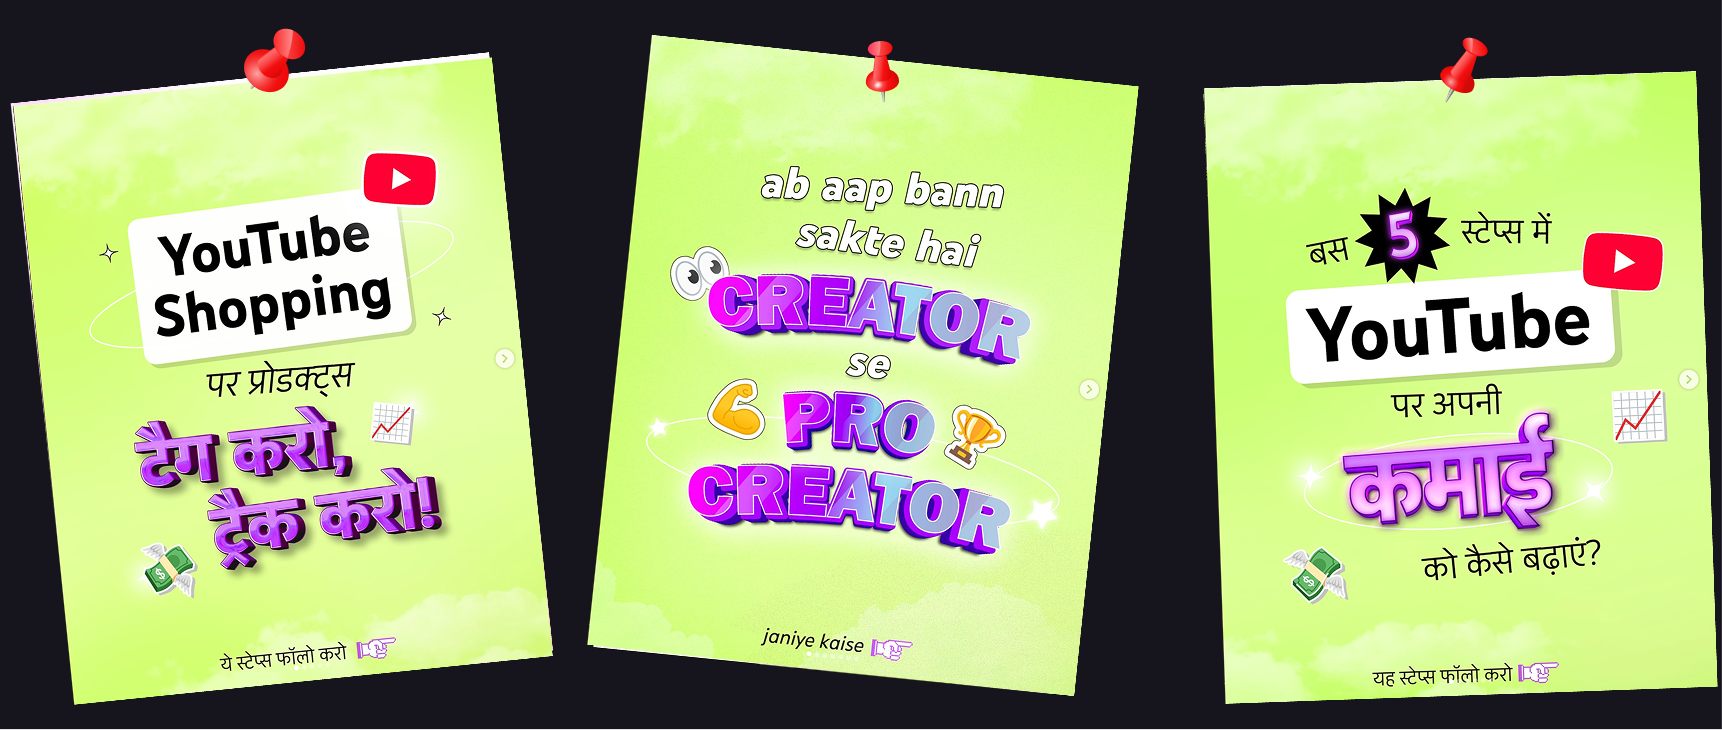 YouTube
Shopping
पर प्रोडक्ट्स
टैग करो,
ट्रैक करो!
ये स्टेप्स फॉलो करो
ab aap bann
sakte hai
CREATOR
se
PRO
CREATOR
janiye kaise
बस 5 स्टेप्स में
YouTube
पर अपनी
कमाई
को कैसे बढ़ाएं?
यह स्टेप्स फॉलो करो